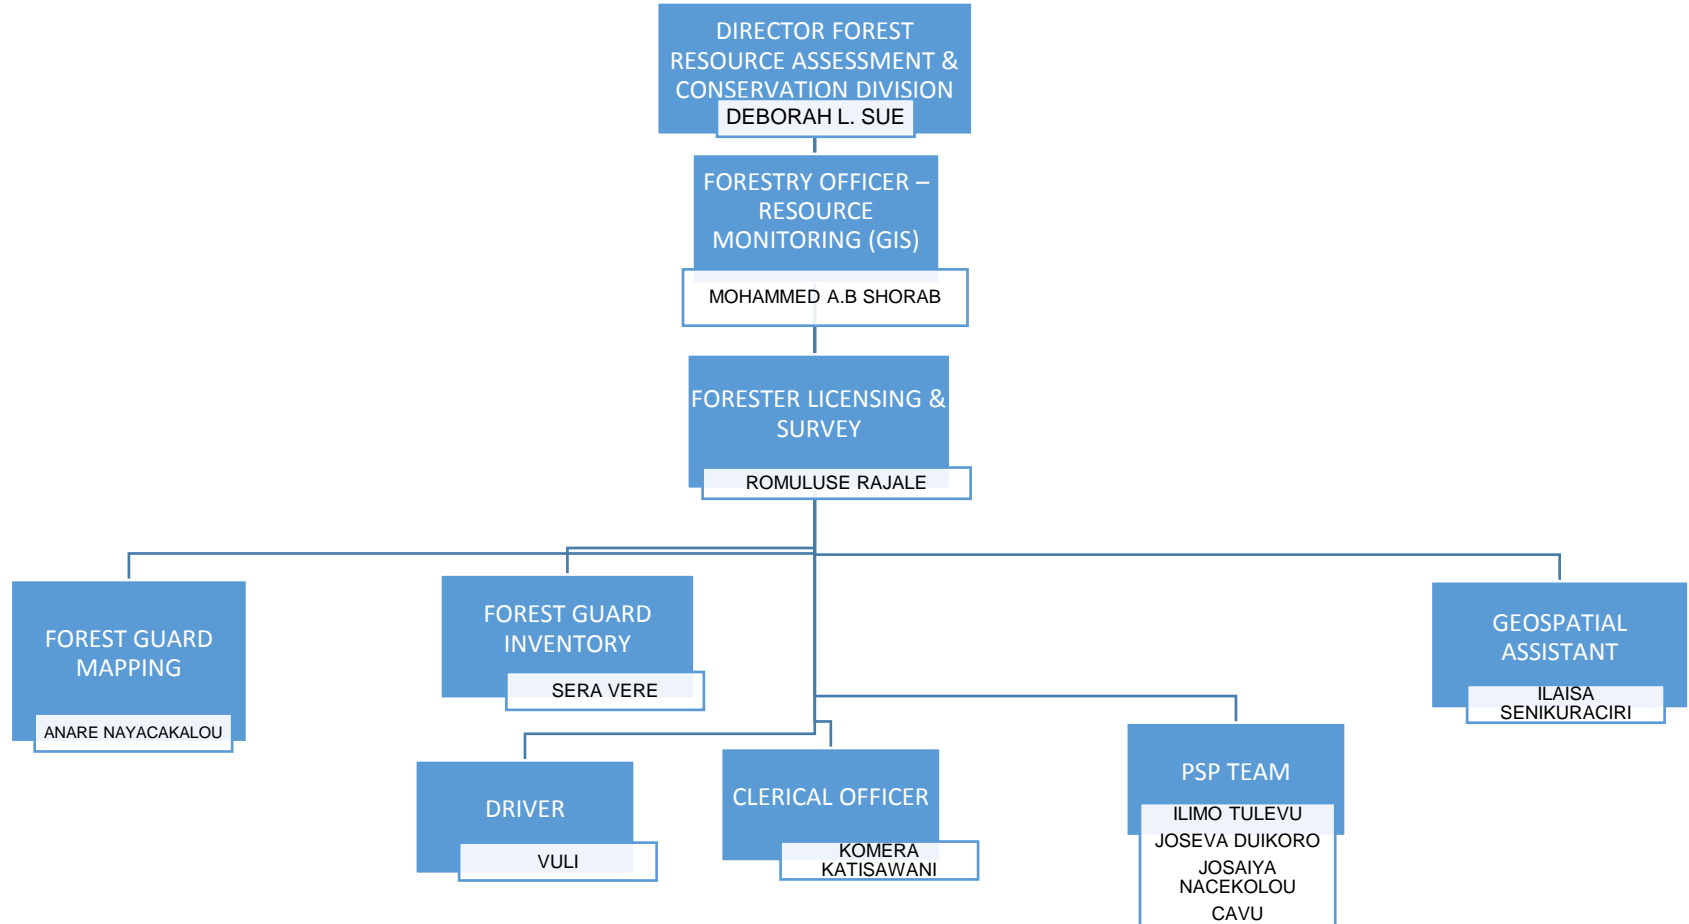 DIRECTOR FOREST
RESOURCE ASSESSMENT &
CONSERVATION DIVISION
DEBORAH L. SUE
FORESTRY OFFICER –
RESOURCE
MONITORING (GIS)
MOHAMMED A.B SHORAB
FORESTER LICENSING &
SURVEY
ROMULUSE RAJALE
FOREST GUARD
MAPPING
ANARE NAYACAKALOU
FOREST GUARD
INVENTORY
SERA VERE
GEOSPATIAL
ASSISTANT
ILAISA
SENIKURACIRI
DRIVER
VULI
CLERICAL OFFICER
KOMERA
KATISAWANI
PSP TEAM
ILIMO TULEVU
JOSEVA DUIKORO
JOSAIYA
NACEKOLOU
CAVU